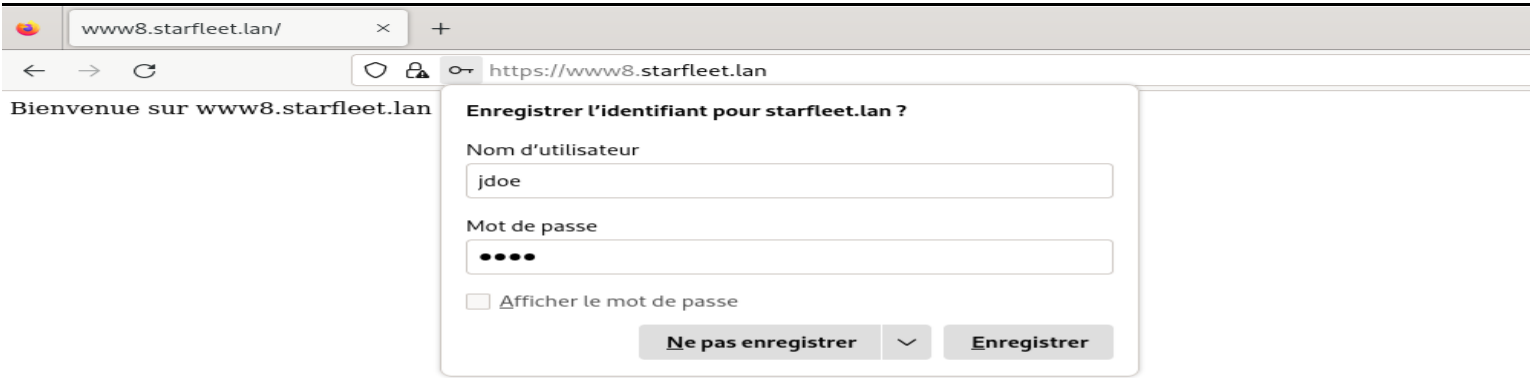 www8.starfleet.lan/
https://www8.starfleet.lan
Bienvenue sur www8.starfleet.lan
Enregistrer l’identifiant pour starfleet.lan ?
Nom d’utilisateur
jdoe
Mot de passe
••••
Afficher le mot de passe
Ne pas enregistrer
Enregistrer